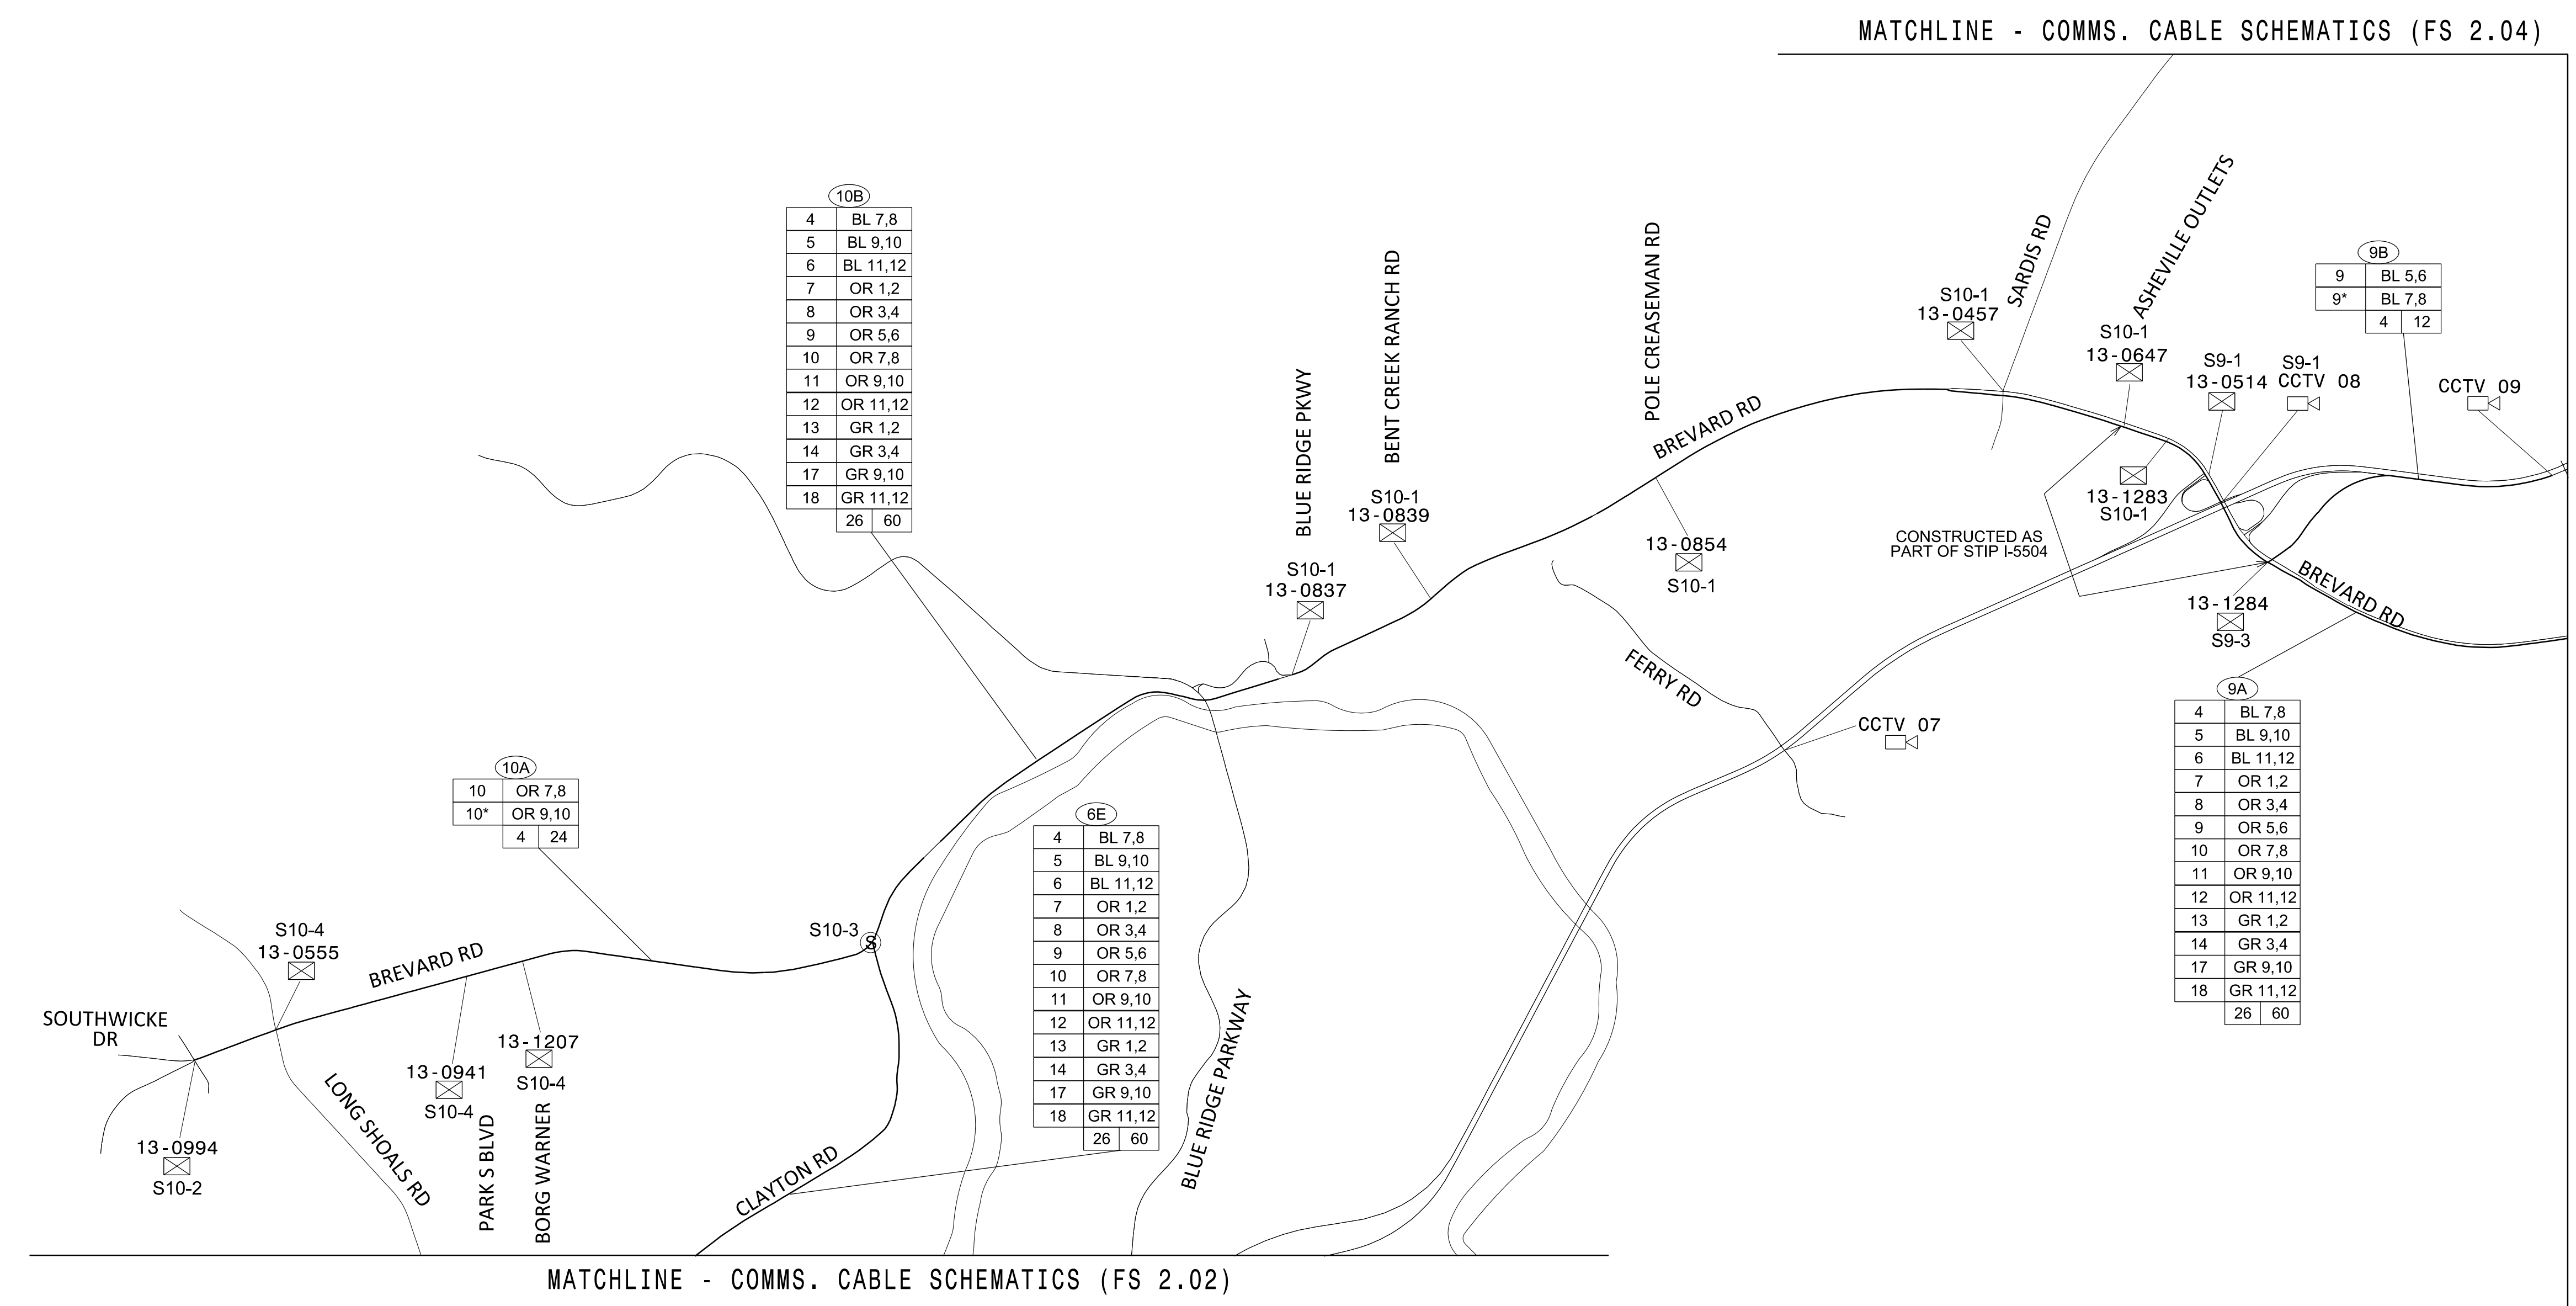 MATCHLINE - COMMS. CABLE SCHEMATICS (FS 2.04)
10B
4 BL 7,8
5 BL 9,10
6 BL 11,12
7 OR 1,2
8 OR 3,4
9 OR 5,6
10 OR 7,8
11 OR 9,10
12 OR 11,12
13 GR 1,2
14 GR 3,4
17 GR 9,10
18 GR 11,12
26 60
BLUE RIDGE PKWY
BENT CREEK RANCH RD
POLE CREASEMAN RD
SARDIS RD
ASHEVILLE OUTLETS
9B
9 BL 5,6
9* BL 7,8
4 12
S10-1
13-0457
S10-1
13-0647
S9-1
13-0514
S9-1
CCTV 08
CCTV 09
BREVARD RD
13-1283
S10-1
S10-1
13-0839
13-0854
S10-1
CONSTRUCTED AS
PART OF STIP I-5504
S10-1
13-0837
BREVARD RD
13-1284
S9-3
FERRY RD
CCTV 07
9A
4 BL 7,8
5 BL 9,10
6 BL 11,12
7 OR 1,2
8 OR 3,4
9 OR 5,6
10 OR 7,8
11 OR 9,10
12 OR 11,12
13 GR 1,2
14 GR 3,4
17 GR 9,10
18 GR 11,12
26 60
10A
10 OR 7,8
10* OR 9,10
4 24
6E
4 BL 7,8
5 BL 9,10
6 BL 11,12
7 OR 1,2
8 OR 3,4
9 OR 5,6
10 OR 7,8
11 OR 9,10
12 OR 11,12
13 GR 1,2
14 GR 3,4
17 GR 9,10
18 GR 11,12
26 60
S10-3
S
S10-4
13-0555
BREVARD RD
SOUTHWICKE
DR
13-1207
S10-4
13-0941
S10-4
LONG SHOALS RD
PARK S BLVD
BORG WARNER
13-0994
S10-2
CLAYTON RD
BLUE RIDGE PARKWAY
MATCHLINE - COMMS. CABLE SCHEMATICS (FS 2.02)